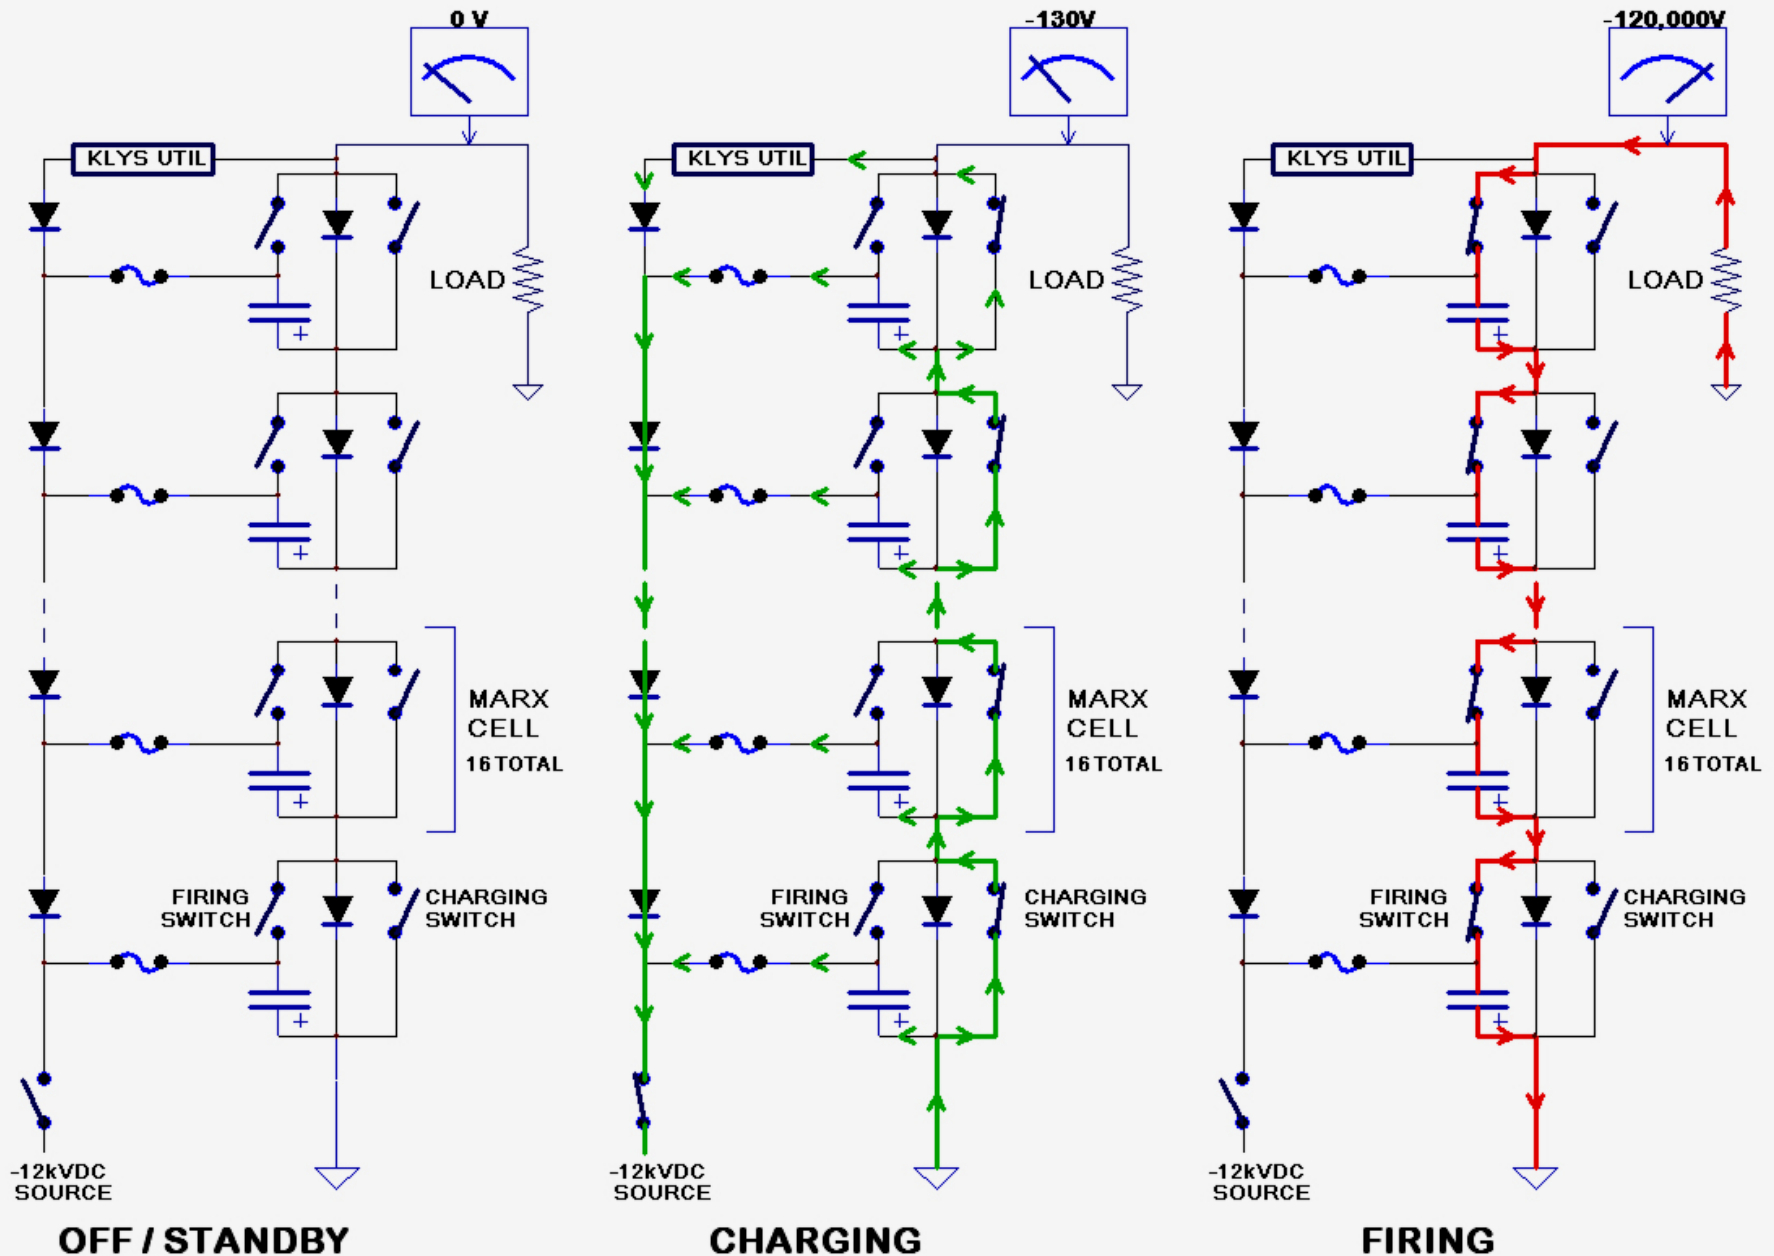 0 V
-130V
-120,000V
KLYS UTIL
KLYS UTIL
KLYS UTIL
LOAD
LOAD
LOAD
+
+
+
+
+
+
MARX
CELL
16 TOTAL
MARX
CELL
16 TOTAL
MARX
CELL
16 TOTAL
+
+
+
FIRING
SWITCH
CHARGING
SWITCH
FIRING
SWITCH
CHARGING
SWITCH
FIRING
SWITCH
CHARGING
SWITCH
+
+
+
-12kVDC
SOURCE
-12kVDC
SOURCE
-12kVDC
SOURCE
OFF / STANDBY
CHARGING
FIRING